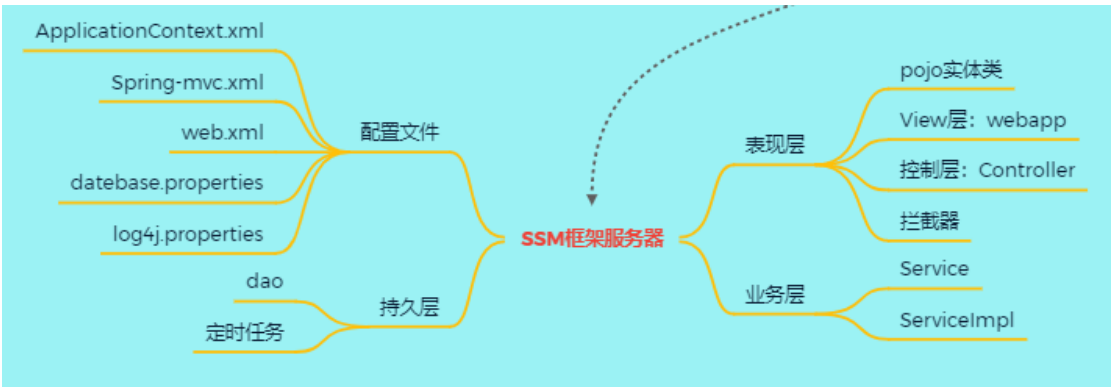 ApplicationContext.xml
Spring-mvc.xml
web.xml
datebase.properties
log4j.properties
配置文件
dao
定时任务
持久层
SSM框架服务器
表现层
pojo实体类
View层：webapp
控制层：Controller
拦截器
业务层
Service
ServiceImpl